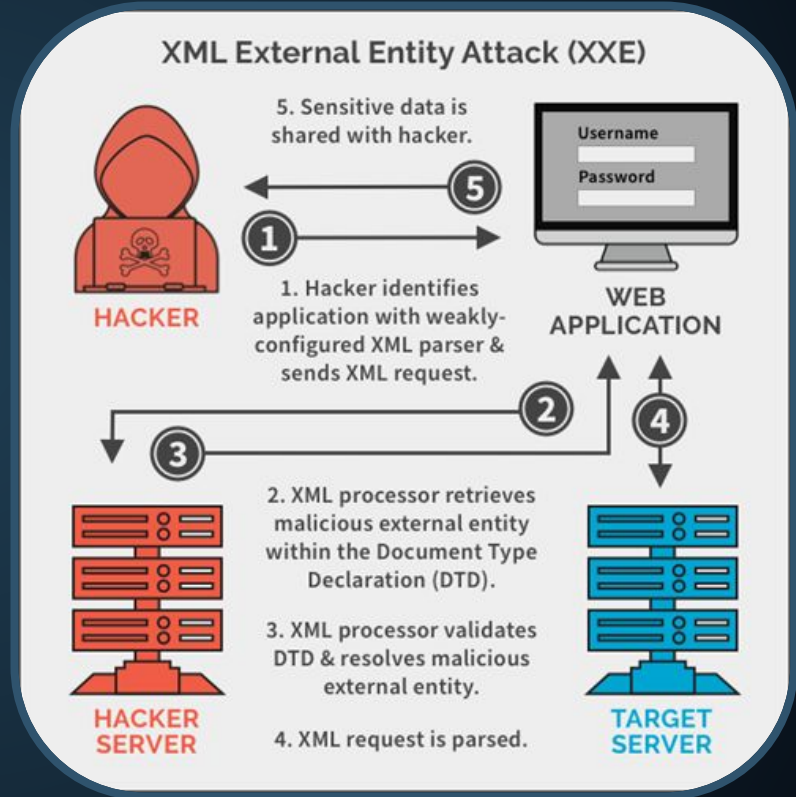 XML External Entity Attack (XXE)
5. Sensitive data is
shared with hacker.
Username
Password
5
1
HACKER
1. Hacker identifies
application with weakly-
configured XML parser &
sends XML request.
WEB
APPLICATION
2
3
4
2. XML processor retrieves
malicious external entity
within the Document Type
Declaration (DTD).
3. XML processor validates
DTD & resolves malicious
external entity.
4. XML request is parsed.
HACKER
SERVER
TARGET
SERVER